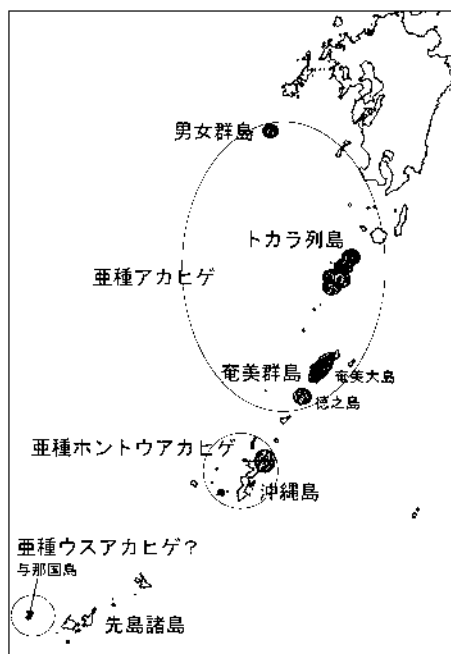 男女群島
トカラ列島
亜種アカヒゲ
奄美群島
奄美大島
徳之島
亜種ホントウアカヒゲ
沖縄島
亜種ウスアカヒゲ？
与那国島
先島諸島